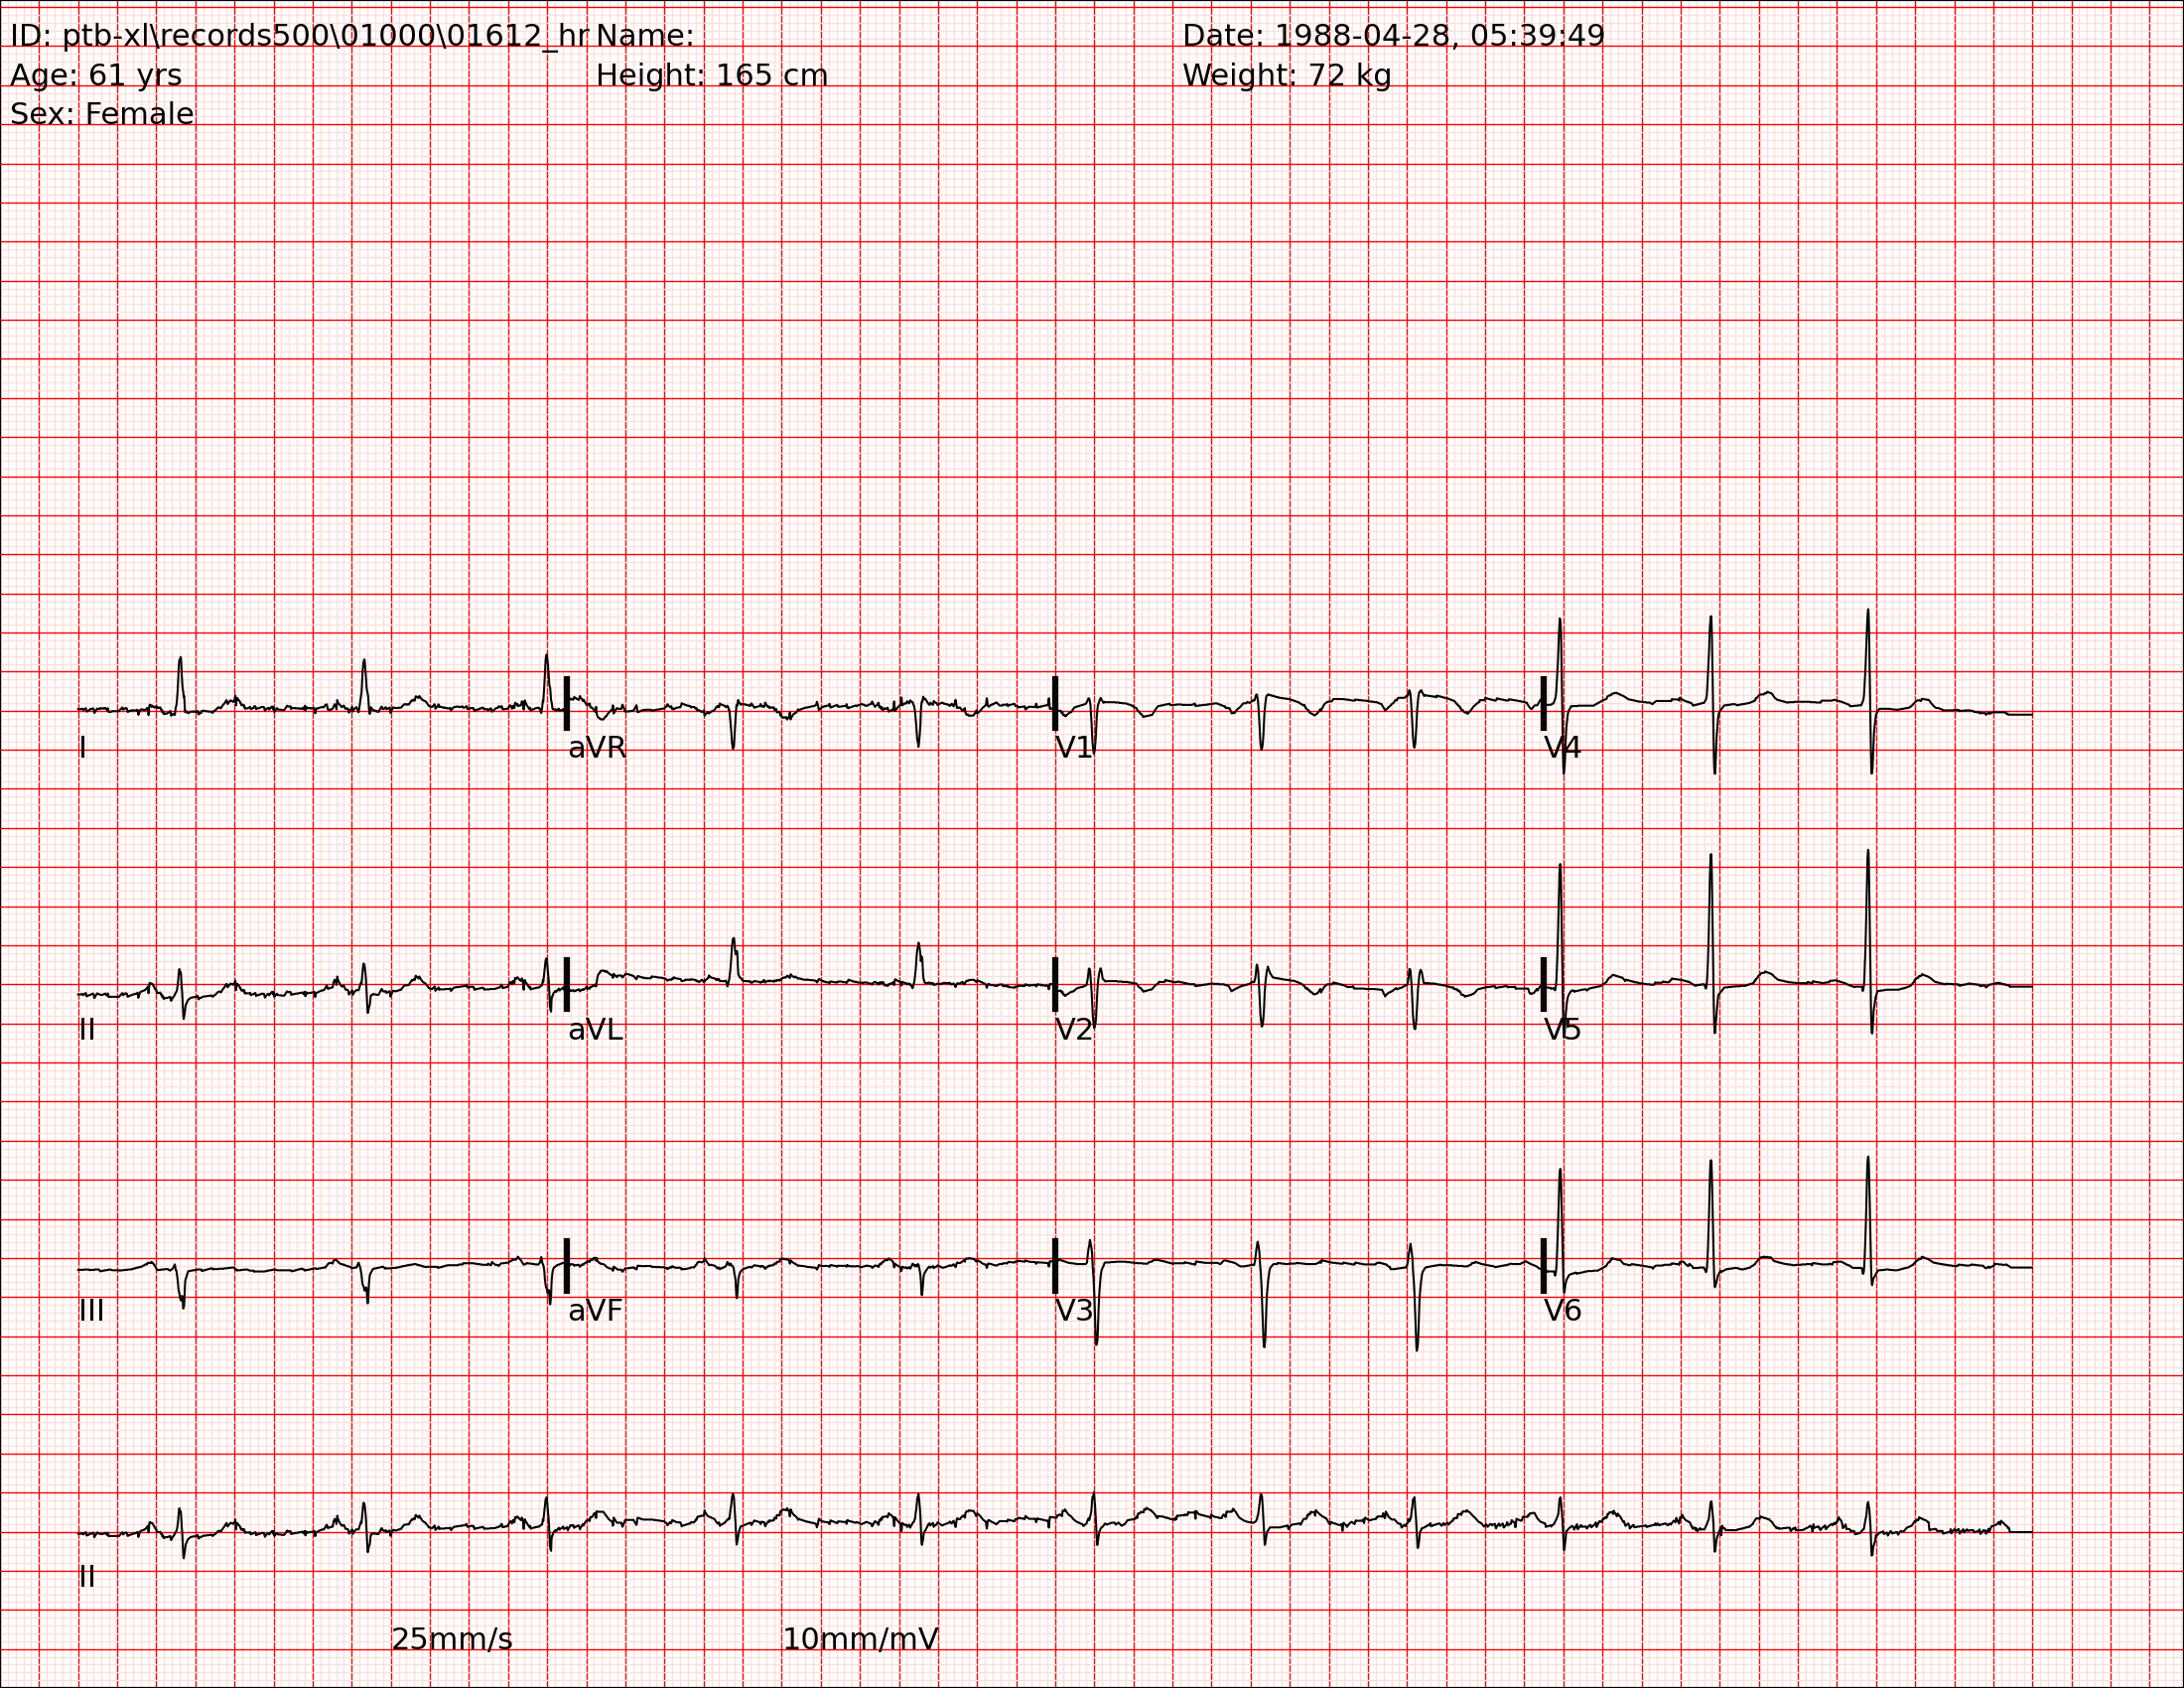 ID: ptb-xl\records500\01000\01612_hr Name: Date: 1988-04-28, 05:39:49
Age: 61 yrs Height: 165 cm Weight: 72 kg
Sex: Female
I aVR V1 V4
II aVL V2 V5
III aVF V3 V6
II
25mm/s 10mm/mV